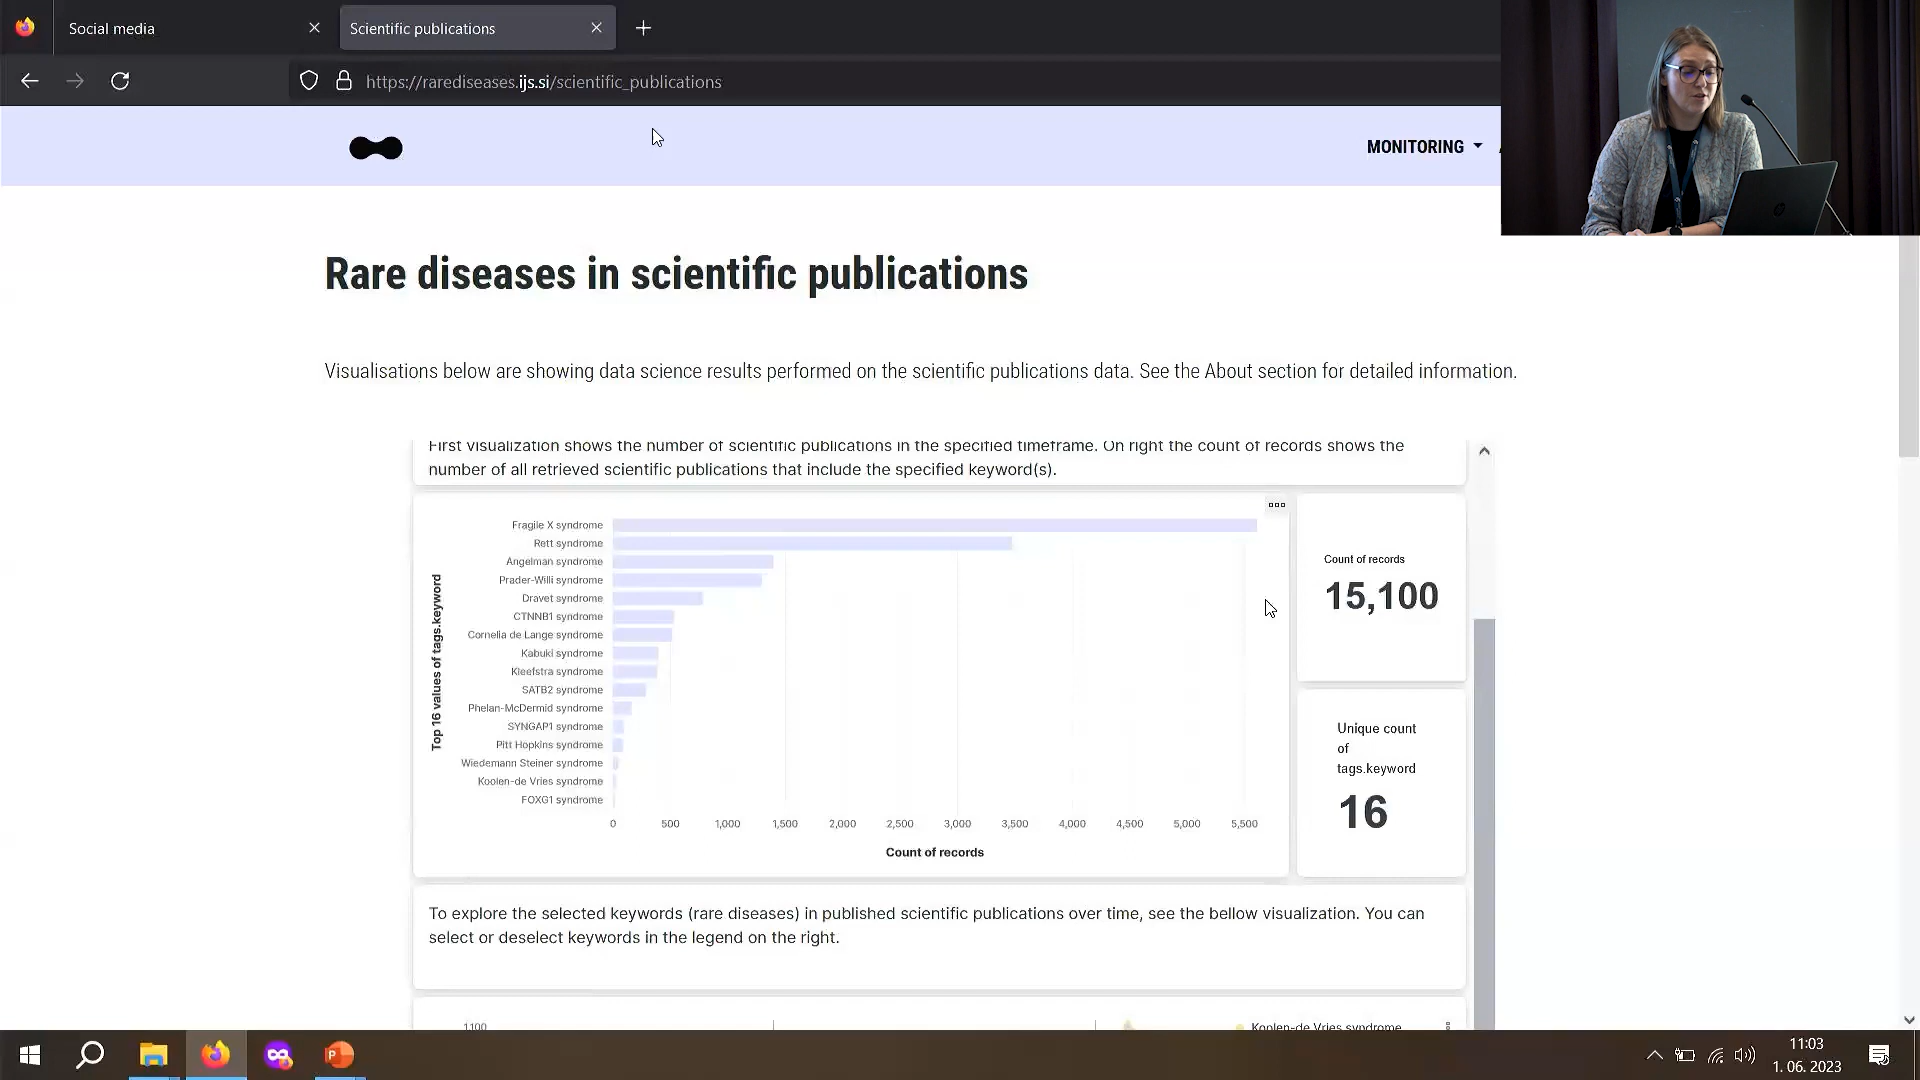 Social media
Scientific publications
https://rarediseases.ijs.si/scientific_publications
MONITORING
Rare diseases in scientific publications
Visualisations below are showing data science results performed on the scientific publications data. See the About section for detailed information.
First visualization shows the number of scientific publications in the specified timeframe. On right the count of records shows the
number of all retrieved scientific publications that include the specified keyword(s).
Top 16 values of tags.keyword
Fragile X syndrome
Rett syndrome
Angelman syndrome
Prader-Willi syndrome
Dravet syndrome
CTNNB1 syndrome
Cornelia de Lange syndrome
Kabuki syndrome
Kleefstra syndrome
SATB2 syndrome
Phelan-McDermid syndrome
SYNGAP1 syndrome
Pitt Hopkins syndrome
Wiedemann Steiner syndrome
Koolen-de Vries syndrome
FOXG1 syndrome
0 500 1,000 1,500 2,000 2,500 3,000 3,500 4,000 4,500 5,000 5,500
Count of records
Count of records
15,100
Unique count
of
tags.keyword
16
To explore the selected keywords (rare diseases) in published scientific publications over time, see the bellow visualization. You can
select or deselect keywords in the legend on the right.
1,100
Koolen-de Vries syndrome
11:03
1. 06. 2023